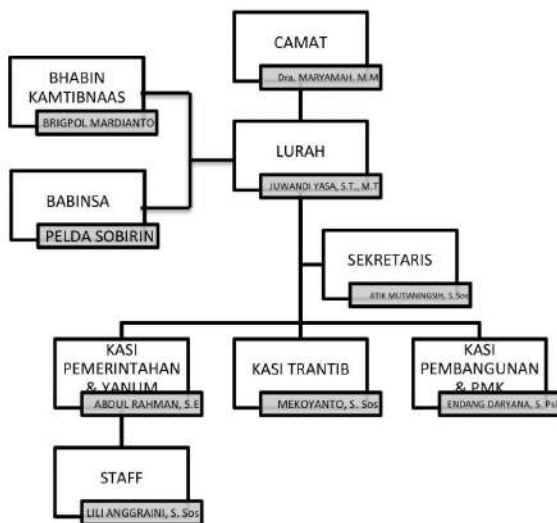 CAMAT
Dra. MARYAMAH. M.M
BHABIN
KAMTIBNAAS
BRIGPOL MARDIANTO
LURAH
JUWANDI YASA, S.T., M.T
BABINSA
PELDA SOBIRIN
SEKRETARIS
ATIK MUTIANINGSIH, S.Sos
KASI
PEMERINTAHAN
& YANUM
ABDUL RAHMAN, S.E
KASI TRANTIB
MEKOYANTO, S. Sos
KASI
PEMBANGUNAN
& PMK
ENDANG DARYANA, S. Psi
STAFF
LILI ANGGRAINI, S. Sos